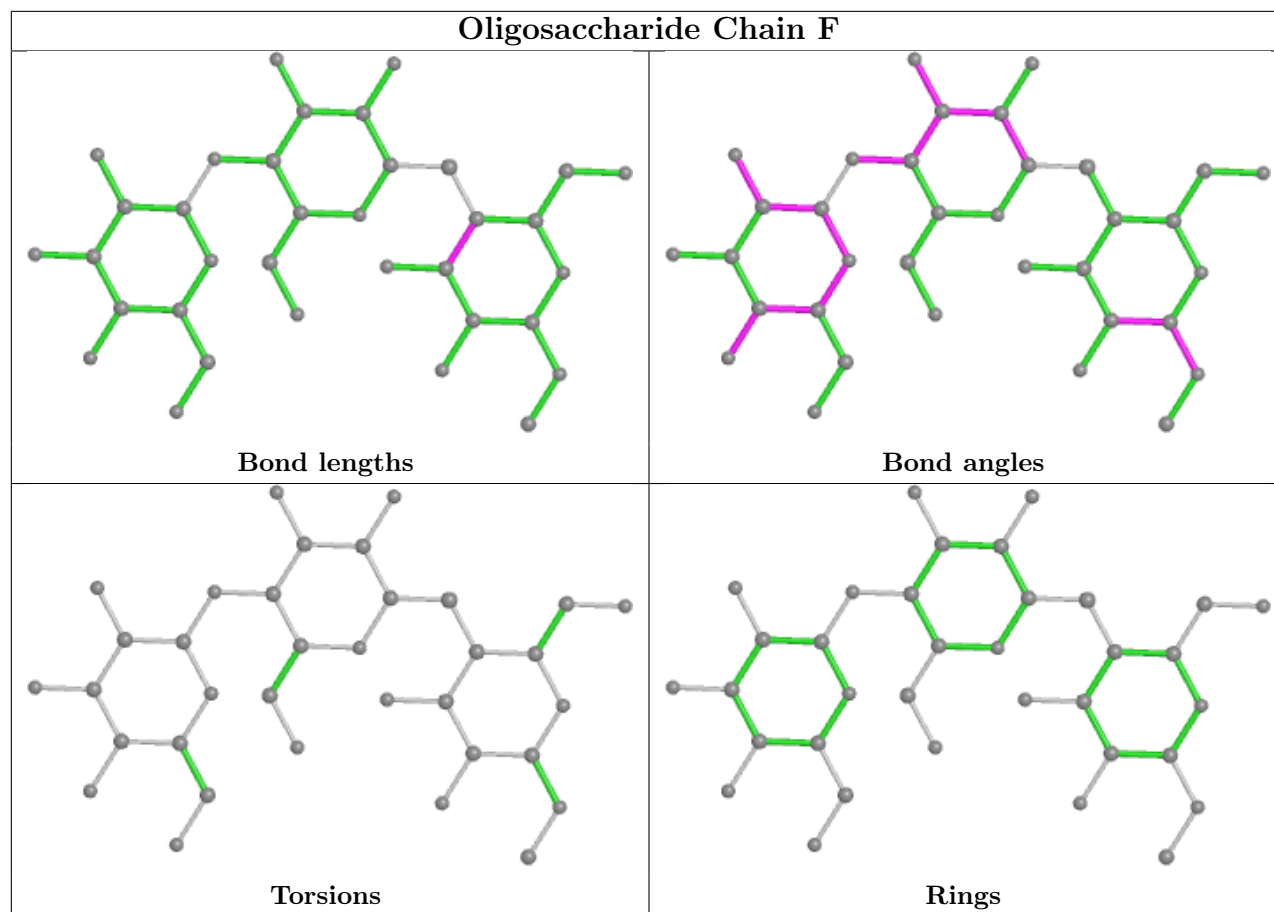 Oligosaccharide Chain F
Bond lengths
Bond angles
Torsions
Rings